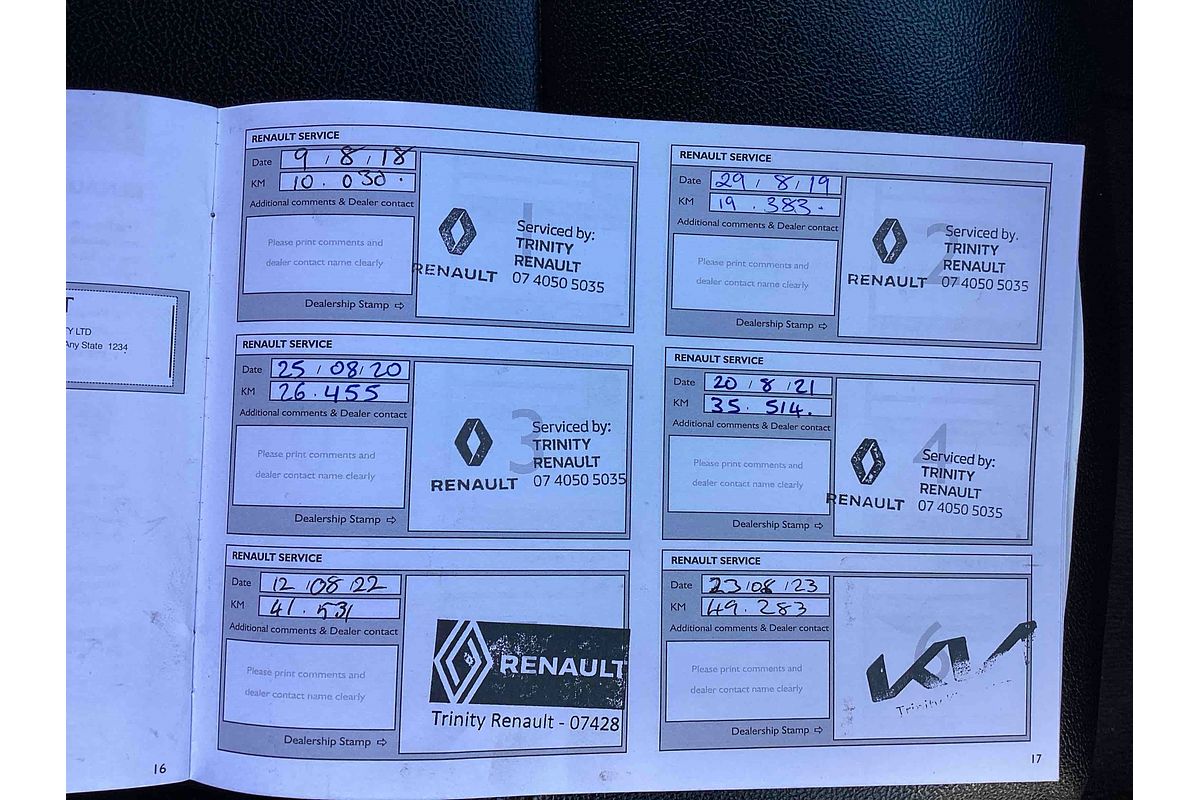 T
Y LTD
Any State 1234
16
RENAULT SERVICE
Date 9 / 8 / 18
KM 10.030.
Additional comments & Dealer contact
Please print comments and
dealer contact name clearly
Dealership Stamp ⇨
1
RENAULT
Serviced by:
TRINITY
RENAULT
07 4050 5035
RENAULT SERVICE
Date 29 / 8 / 19
KM 19.383.
Additional comments & Dealer contact
Please print comments and
dealer contact name clearly
Dealership Stamp ⇨
2
RENAULT
Serviced by.
TRINITY
RENAULT
07 4050 5035
RENAULT SERVICE
Date 25 / 08 / 20
KM 26.455
Additional comments & Dealer contact
Please print comments and
dealer contact name clearly
Dealership Stamp ⇨
3
RENAULT
Serviced by:
TRINITY
RENAULT
07 4050 5035
RENAULT SERVICE
Date 20 / 8 / 21
KM 35.514.
Additional comments & Dealer contact
Please print comments and
dealer contact name clearly
Dealership Stamp ⇨
4
RENAULT
Serviced by:
TRINITY
RENAULT
07 4050 5035
RENAULT SERVICE
Date 12 / 08 / 22
KM 41.531
Additional comments & Dealer contact
Please print comments and
dealer contact name clearly
Dealership Stamp ⇨
RENAULT
Trinity Renault - 07428
RENAULT SERVICE
Date 23 / 08 / 23
KM 49.283
Additional comments & Dealer contact
Please print comments and
dealer contact name clearly
Dealership Stamp ⇨
6
KIA
Trinity
17